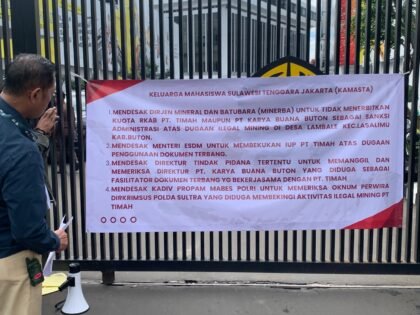 KELUARGA MAHASISWA SULAWESI TENGGARA JAKARTA (KAMASTA)
1. MENDESAK DIRJEN MINERAL DAN BATUBARA (MINERBA) UNTUK TIDAK MENERBITKAN
KUOTA RKAB PT. TIMAH MAUPUN PT KARYA BUANA BUTON SEBAGAI SANKSI
ADMINISTRASI ATAS DUGAAN ILEGAL MINING DI DESA LAMBALE KEC.LASALIMU
KAB.BUTON.
2. MENDESAK MENTERI ESDM UNTUK MEMBEKUKAN IUP PT TIMAH ATAS DUGAAN
PENGGUNAAN DOKUMEN TERBANG.
3. MENDESAK DIREKTUR TINDAK PIDANA TERTENTU UNTUK MEMANGGIL DAN
MEMERIKSA DIREKTUR PT. KARYA BUANA BUTON YANG DIDUGA SEBAGAI
FASILITATOR DOKUMEN TERBANG YG BEKERJASAMA DENGAN PT. TIMAH
4. MENDESAK KADIV PROPAM MABES POLRI UNTUK MEMERIKSA OKNUM PERWIRA
DIRKRIMSUS POLDA SULTRA YANG DIDUGA MEMBEKINGI AKTIVITAS ILEGAL MINING PT
TIMAH